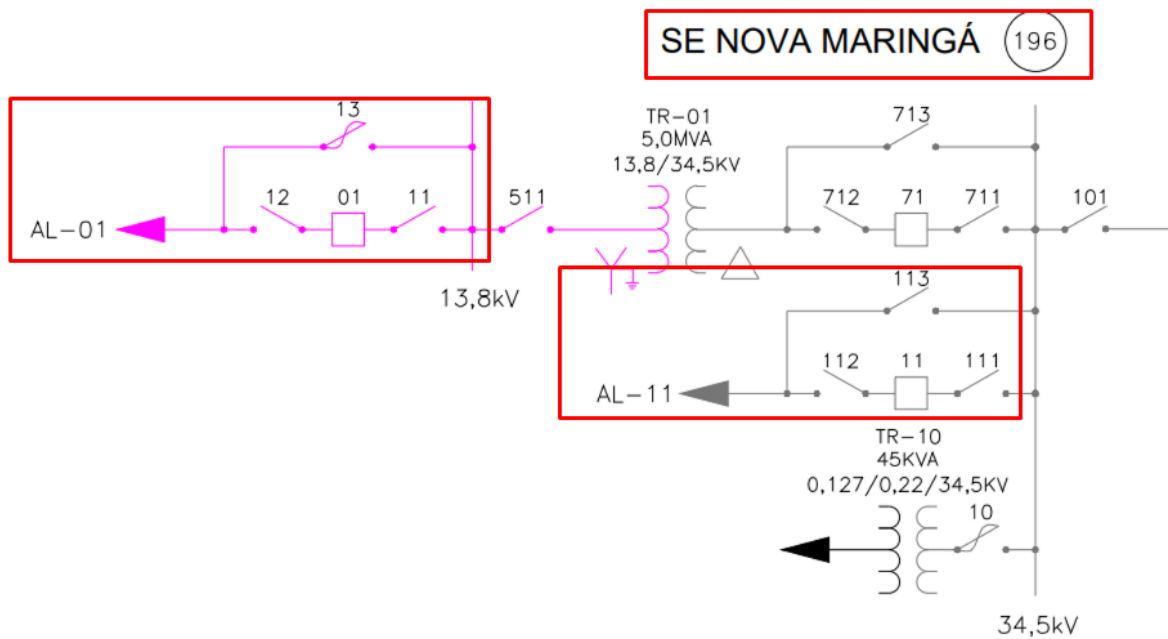 SE NOVA MARINGÁ 196
13
12 01 11
AL-01
511
13,8kV
TR-01
5,0MVA
13,8/34,5KV
713
712 71 711
101
113
112 11 111
AL-11
TR-10
45KVA
0,127/0,22/34,5KV
10
34,5kV